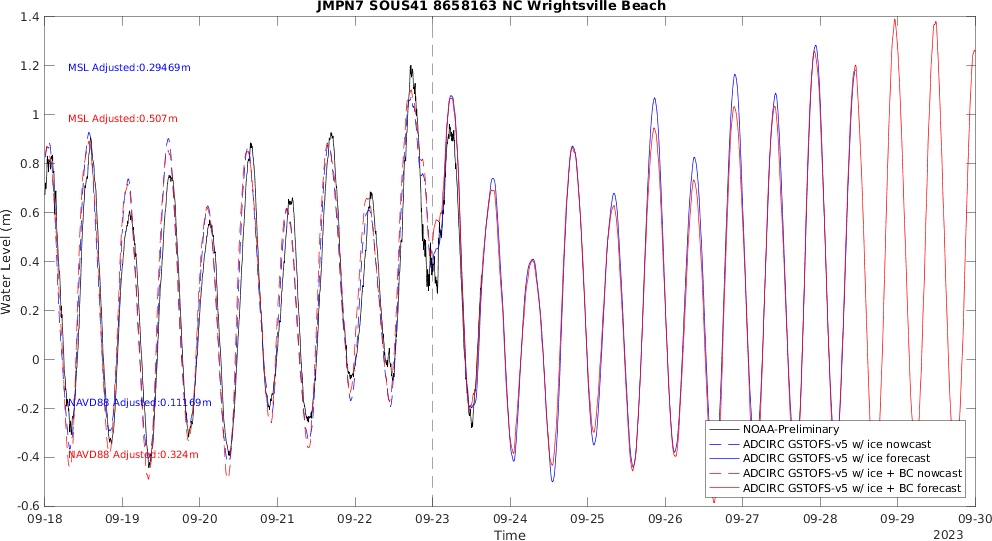 JMPN7 SOUS41 8658163 NC Wrightsville Beach
1.4
1.2
1
0.8
0.6
0.4
0.2
0
-0.2
-0.4
-0.6
Water Level (m)
MSL Adjusted:0.29469m
MSL Adjusted:0.507m
NAVD88 Adjusted:0.11169m
NAVD88 Adjusted:0.324m
NOAA-Preliminary
ADCIRC GSTOFS-v5 w/ ice nowcast
ADCIRC GSTOFS-v5 w/ ice forecast
ADCIRC GSTOFS-v5 w/ ice + BC nowcast
ADCIRC GSTOFS-v5 w/ ice + BC forecast
09-18 09-19 09-20 09-21 09-22 09-23 09-24 09-25 09-26 09-27 09-28 09-29 09-30
Time
2023